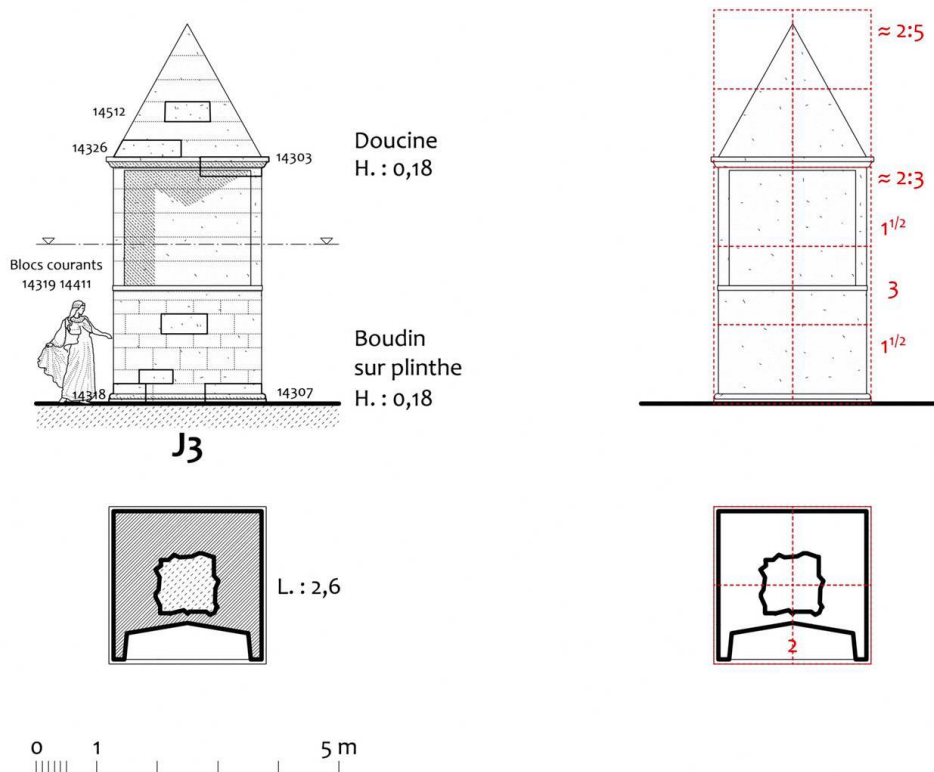 14512
14326
14303
Doucine
H. : 0,18
Blocs courants
14319 14411
14318
14307
Boudin
sur plinthe
H. : 0,18
J3
L. : 2,6
0 1 5 m
≈ 2:5
≈ 2:3
1^1/2
3
1^1/2
2